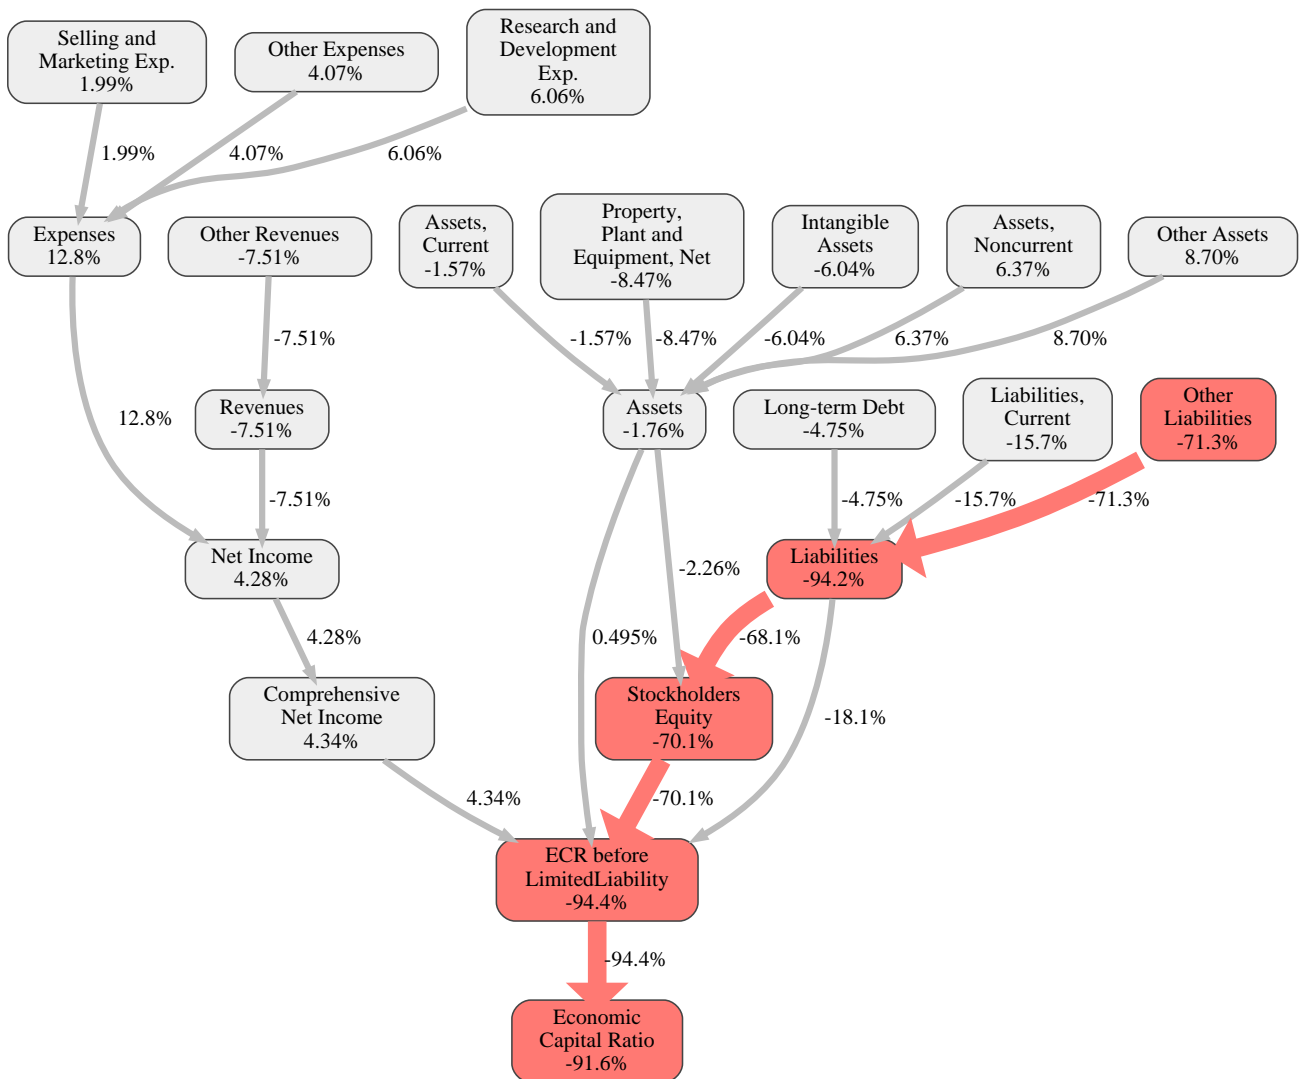 Selling and
Marketing Exp.
1.99%
Other Expenses
4.07%
Research and
Development
Exp.
6.06%
1.99%
4.07%
6.06%
Expenses
12.8%
Other Revenues
-7.51%
Assets,
Current
-1.57%
Property,
Plant and
Equipment, Net
-8.47%
Intangible
Assets
-6.04%
Assets,
Noncurrent
6.37%
Other Assets
8.70%
-7.51%
-1.57%
-8.47%
-6.04%
6.37%
8.70%
12.8%
Revenues
-7.51%
Assets
-1.76%
Long-term Debt
-4.75%
Liabilities,
Current
-15.7%
Other
Liabilities
-71.3%
-7.51%
-4.75%
-15.7%
-71.3%
Net Income
4.28%
-2.26%
Liabilities
-94.2%
4.28%
0.495%
-68.1%
Comprehensive
Net Income
4.34%
Stockholders
Equity
-70.1%
-18.1%
4.34%
-70.1%
ECR before
LimitedLiability
-94.4%
-94.4%
Economic
Capital Ratio
-91.6%